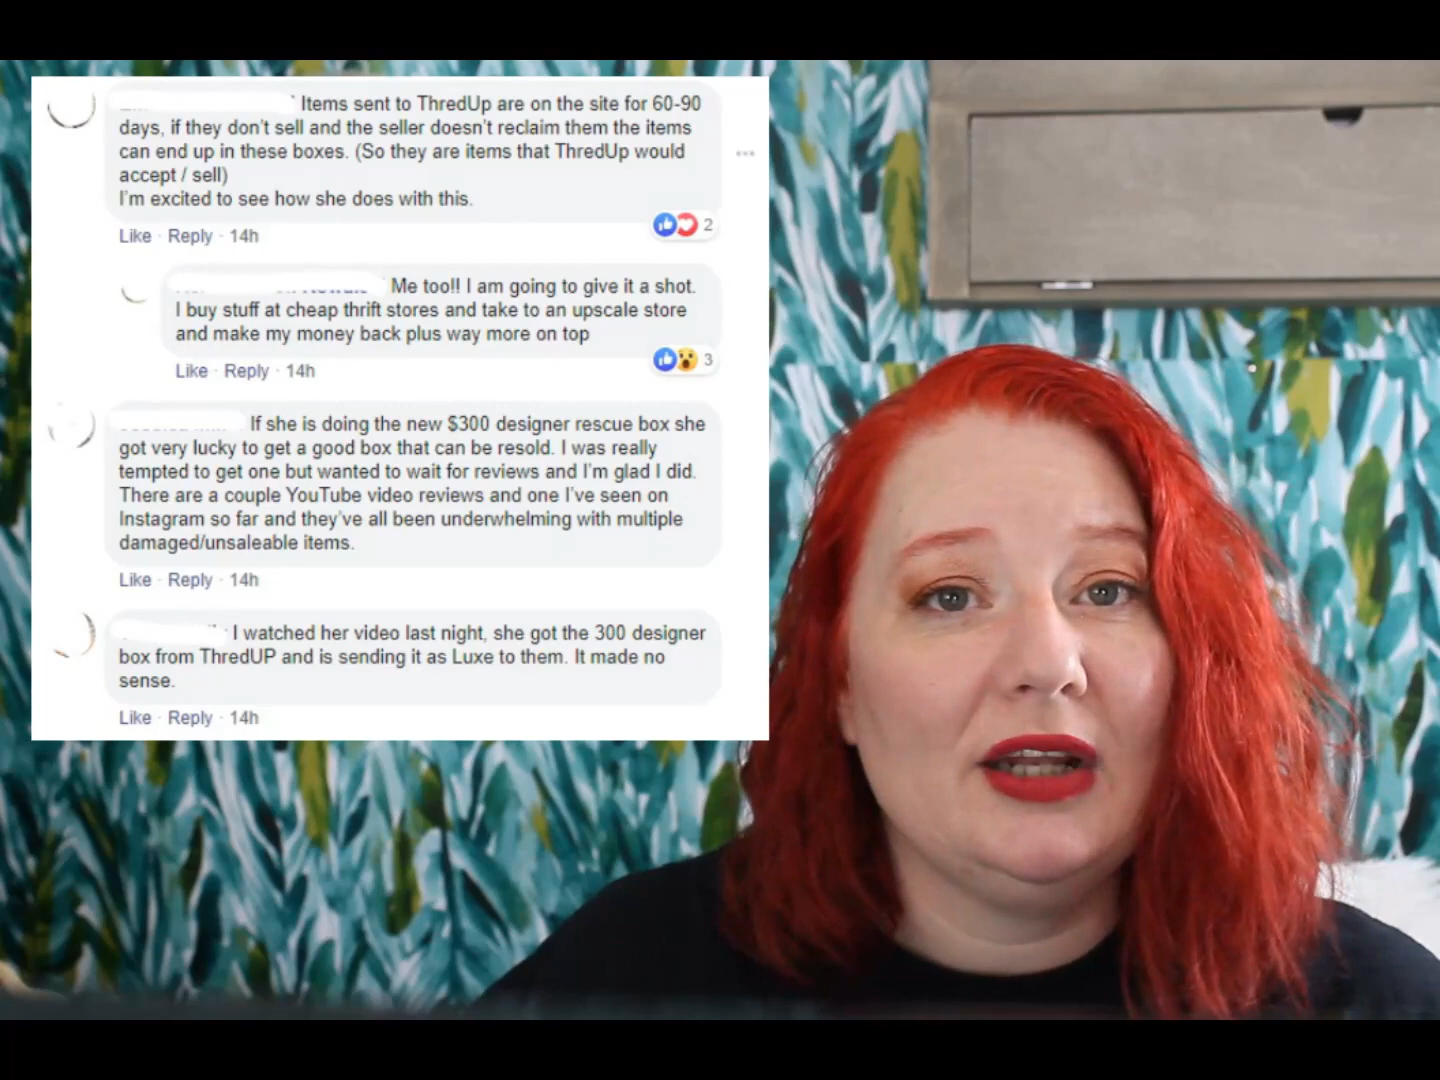 Items sent to ThredUp are on the site for 60-90
days, if they don't sell and the seller doesn't reclaim them the items
can end up in these boxes. (So they are items that ThredUp would
accept / sell)
I'm excited to see how she does with this.
Like · Reply · 14h
2
Me too!! I am going to give it a shot.
I buy stuff at cheap thrift stores and take to an upscale store
and make my money back plus way more on top
Like · Reply · 14h
3
If she is doing the new $300 designer rescue box she
got very lucky to get a good box that can be resold. I was really
tempted to get one but wanted to wait for reviews and I'm glad I did.
There are a couple YouTube video reviews and one I've seen on
Instagram so far and they've all been underwhelming with multiple
damaged/unsaleable items.
Like · Reply · 14h
I watched her video last night, she got the 300 designer
box from ThredUP and is sending it as Luxe to them. It made no
sense.
Like · Reply · 14h